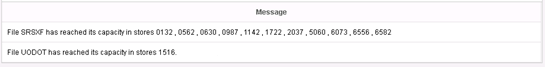 Message
File SRSXF has reached its capacity in stores 0132 , 0562 , 0630 , 0987 , 1142 , 1722 , 2037 , 5060 , 6073 , 6556 , 6582
File UODOT has reached its capacity in stores 1516.